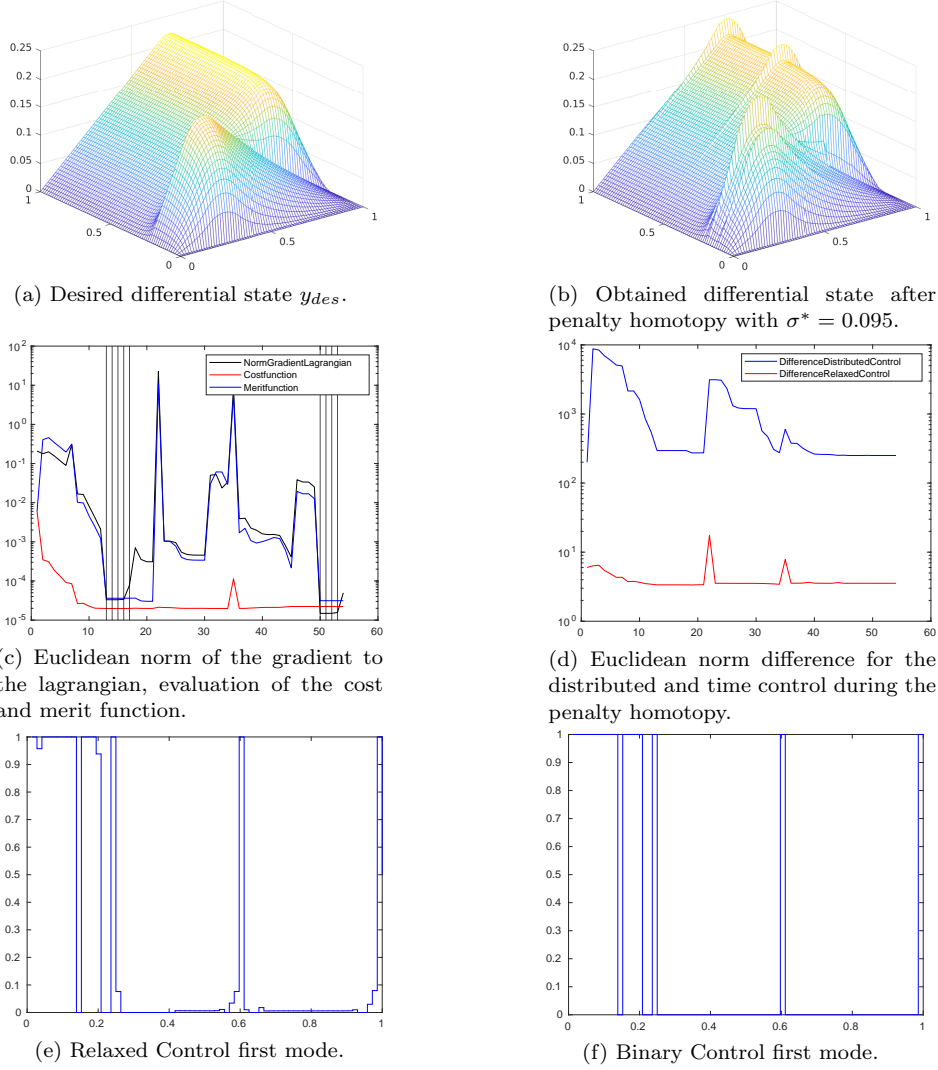 0.25
0.2
0.15
0.1
0.05
0
1
0.5
0
0
0.5
1
(a) Desired differential state y_des.
0.25
0.2
0.15
0.1
0.05
0
1
0.5
0
0
0.5
1
(b) Obtained differential state after
penalty homotopy with σ* = 0.095.
10^2
10^1
10^0
10^-1
10^-2
10^-3
10^-4
10^-5
0 10 20 30 40 50 60
NormGradientLagrangian
Costfunction
Meritfunction
(c) Euclidean norm of the gradient to
the lagrangian, evaluation of the cost
and merit function.
10^4
10^3
10^2
10^1
10^0
0 10 20 30 40 50 60
DifferenceDistributedControl
DifferenceRelaxedControl
(d) Euclidean norm difference for the
distributed and time control during the
penalty homotopy.
1
0.9
0.8
0.7
0.6
0.5
0.4
0.3
0.2
0.1
0
0 0.2 0.4 0.6 0.8 1
(e) Relaxed Control first mode.
1
0.9
0.8
0.7
0.6
0.5
0.4
0.3
0.2
0.1
0
0 0.2 0.4 0.6 0.8 1
(f) Binary Control first mode.